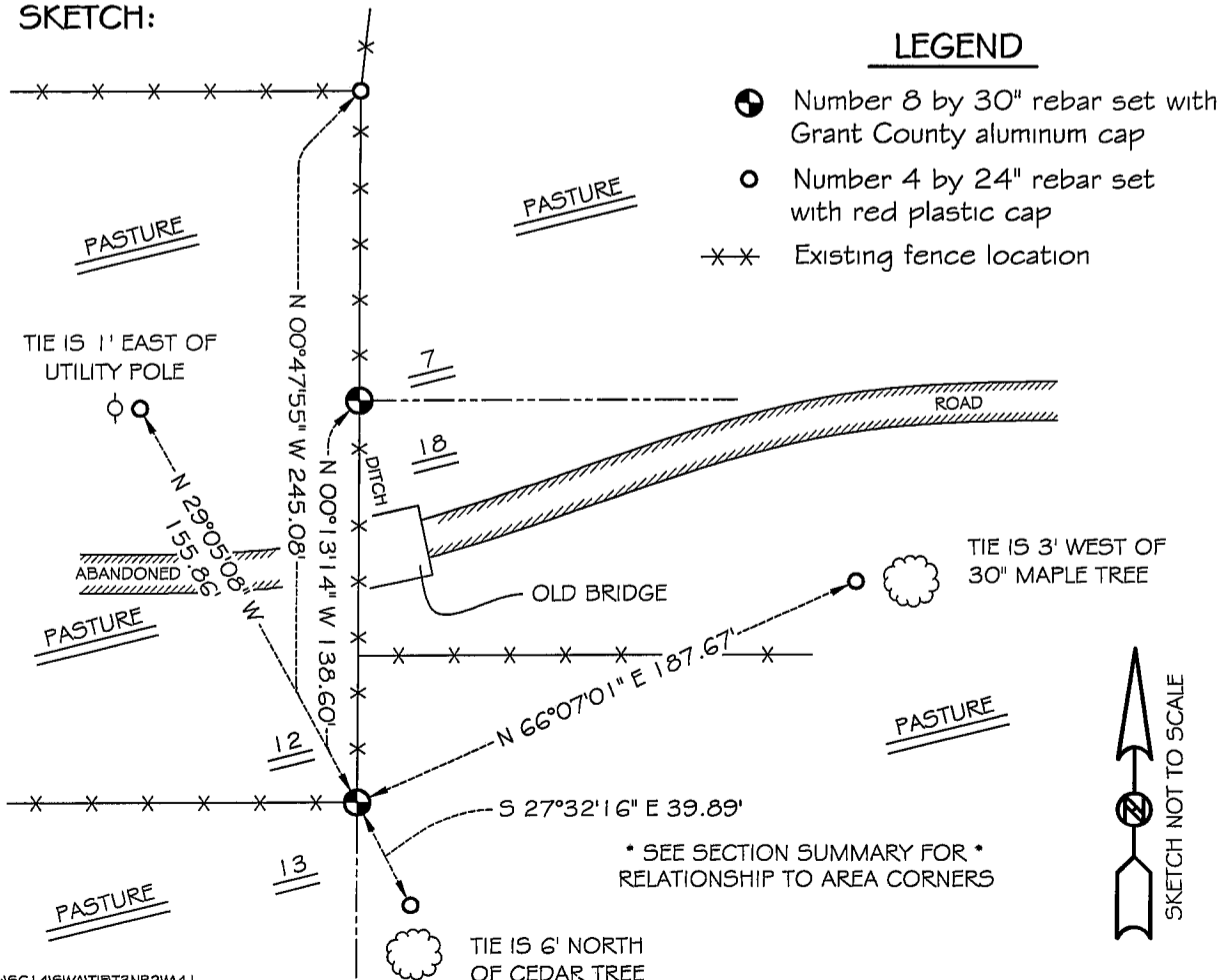 SKETCH:
LEGEND
Number 8 by 30" rebar set with
Grant County aluminum cap
Number 4 by 24" rebar set
with red plastic cap
Existing fence location
PASTURE
PASTURE
TIE IS 1' EAST OF
UTILITY POLE
N 00°47'55" W 245.08'
N 00°13'14" W 138.60'
7
18
DITCH
ROAD
N 29°05'08" W
155.86'
ABANDONED
OLD BRIDGE
TIE IS 3' WEST OF
30" MAPLE TREE
PASTURE
N 66°07'01" E 187.67'
PASTURE
12
S 27°32'16" E 39.89'
13
* SEE SECTION SUMMARY FOR *
RELATIONSHIP TO AREA CORNERS
N
SKETCH NOT TO SCALE
PASTURE
TIE IS 6' NORTH
OF CEDAR TREE